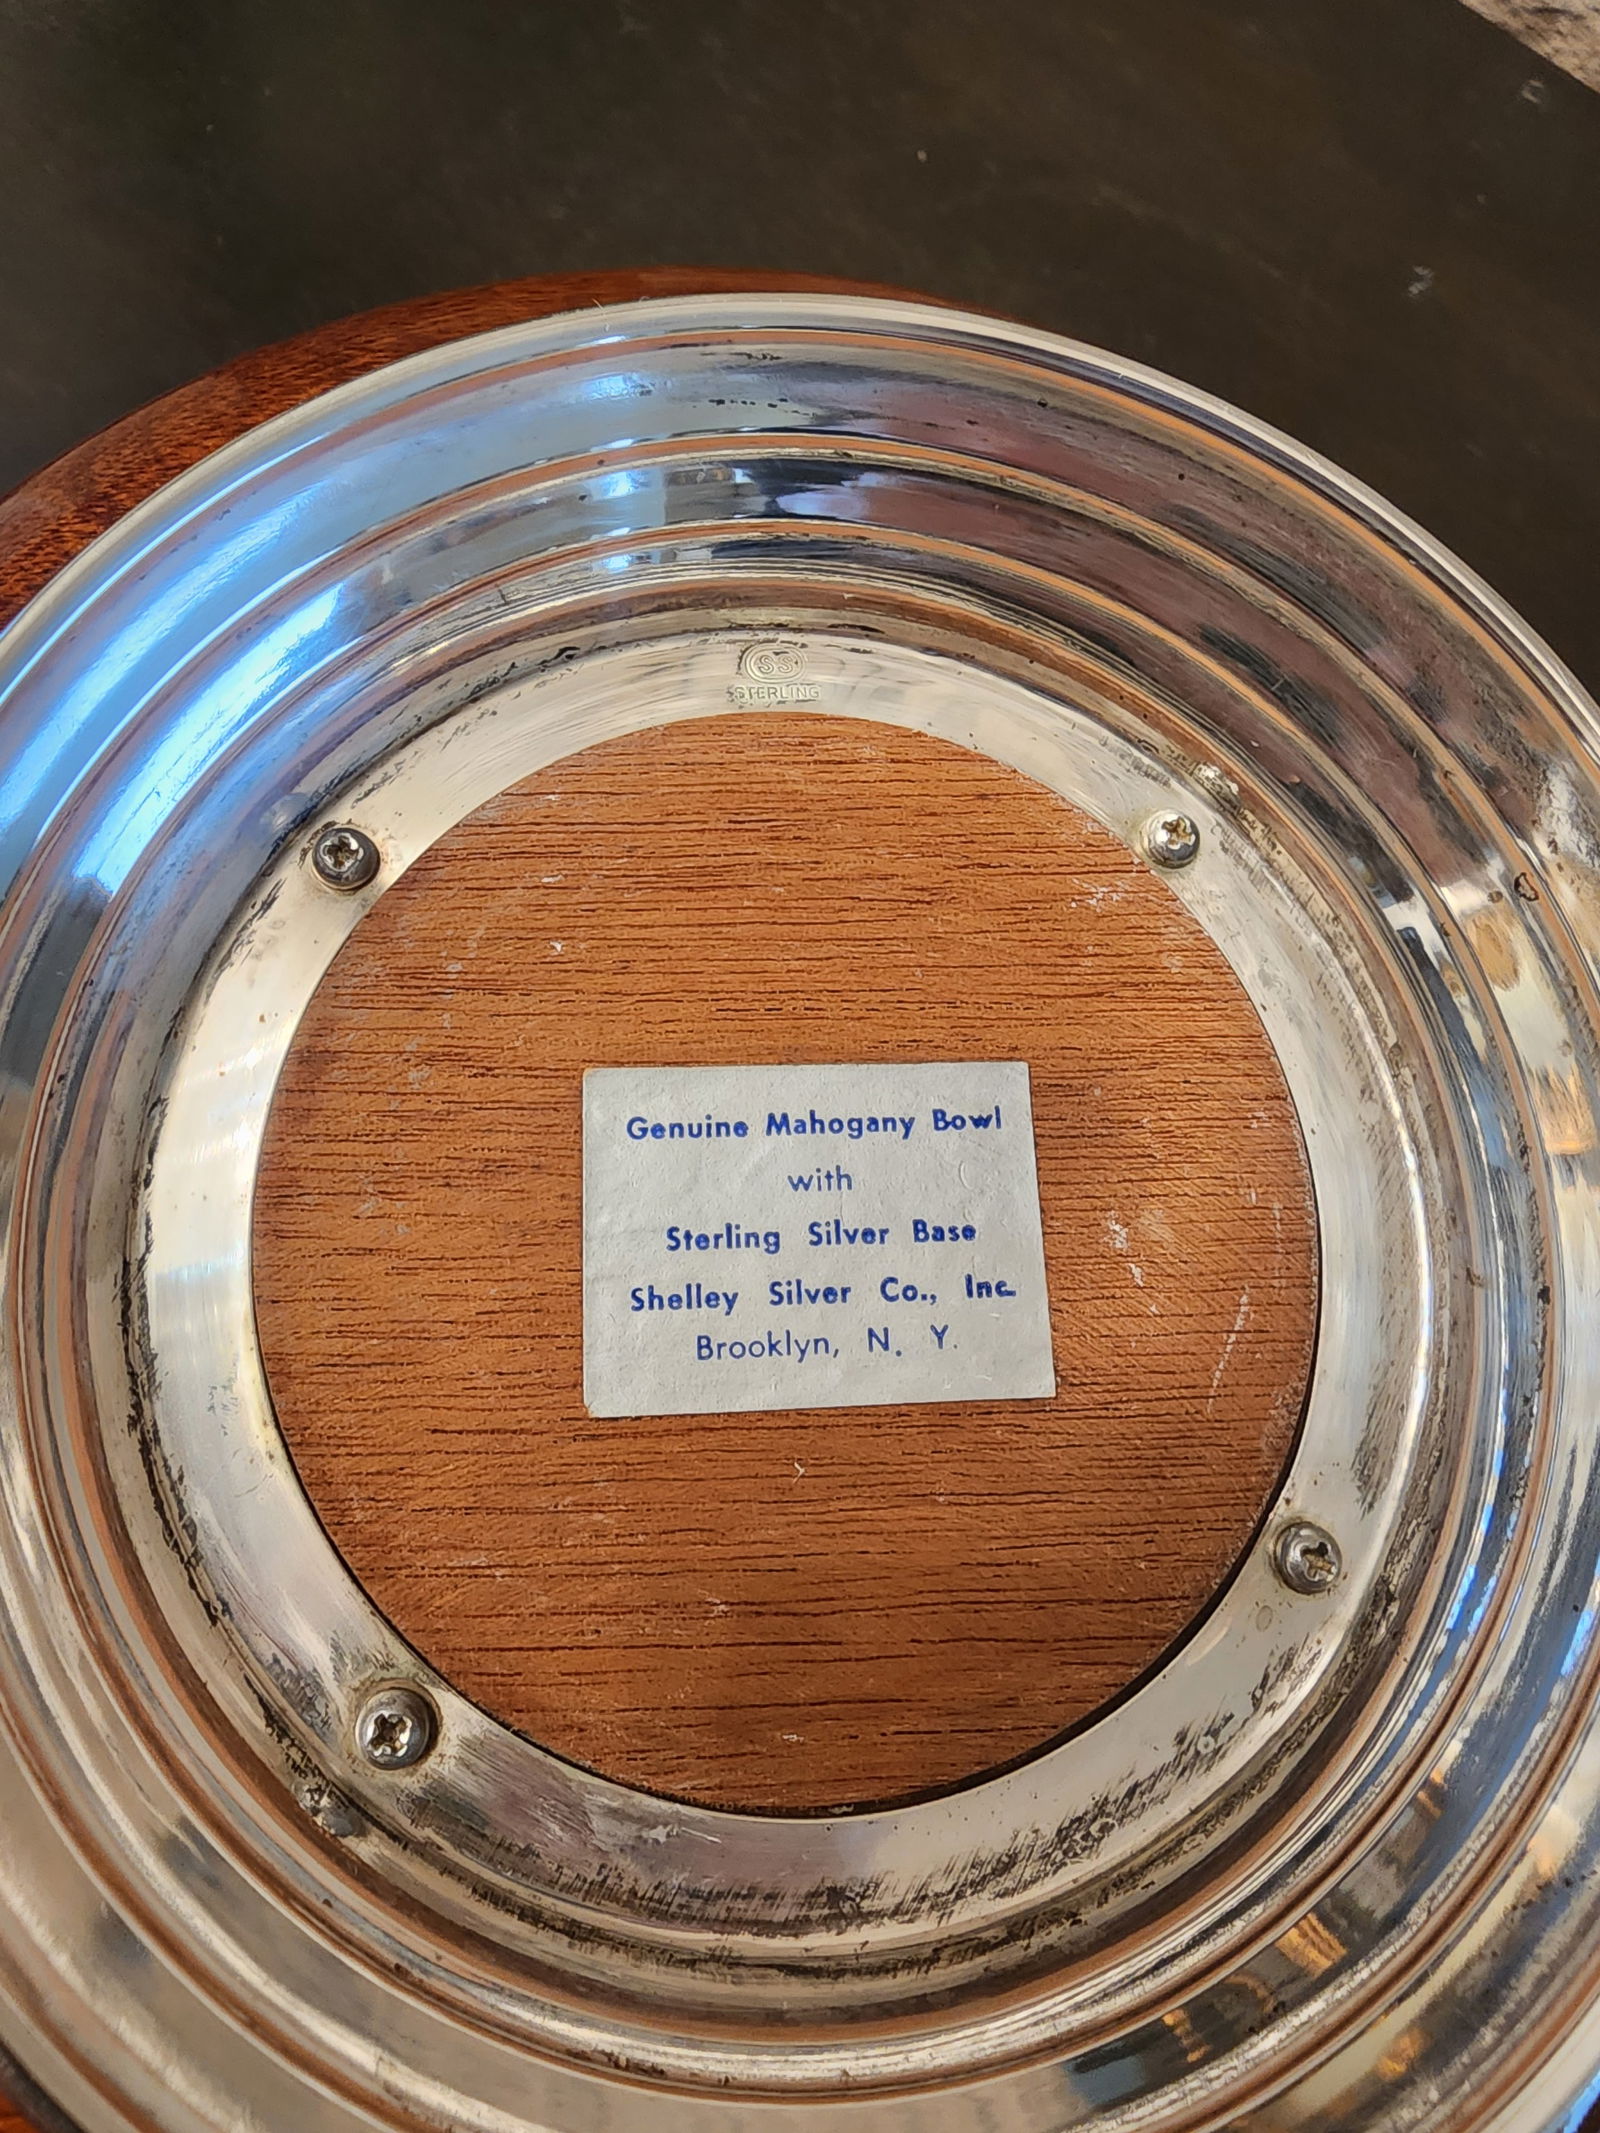 SS
STERLING
Genuine Mahogany Bowl
with
Sterling Silver Base
Shelley Silver Co., Inc.
Brooklyn, N. Y.